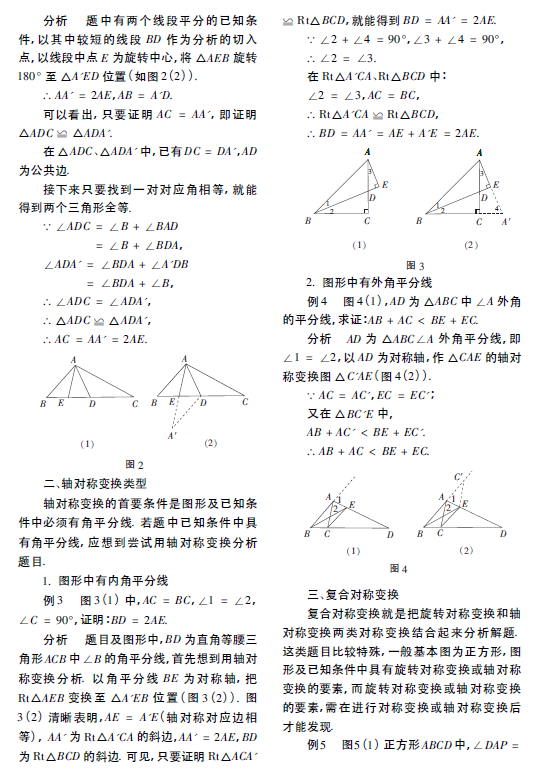 分析 题中有两个线段平分的已知条
件,以其中较短的线段 BD 作为分析的切入
点,以线段中点 E 为旋转中心,将 △AEB 旋转
180° 至 △A′ED 位置(如图 2(2)).
∴ AA′ = 2AE,AB = A′D.
可以看出,只要证明 AC = AA′,即证明
△ADC ≌ △ADA′.
在 △ADC、△ADA′ 中,已有 DC = DA′,AD
为公共边.
接下来只要找到一对对应角相等,就能
得到两个三角形全等.
∵ ∠ADC = ∠B + ∠BAD
= ∠B + ∠BDA,
∠ADA′ = ∠BDA + ∠A′DB
= ∠BDA + ∠B,
∴ ∠ADC = ∠ADA′,
∴ △ADC ≌ △ADA′,
∴ AC = AA′ = 2AE.
A
B E D C
(1)
A
B E D C
A′
(2)
图 2
二、轴对称变换类型
轴对称变换的首要条件是图形及已知条
件中必须有角平分线. 若题中已知条件中具
有角平分线, 应想到尝试用轴对称变换分析
题目.
1. 图形中有内角平分线
例 3 图 3(1) 中,AC = BC,∠1 = ∠2,
∠C = 90°,证明:BD = 2AE.
分析 题目及图形中,BD 为直角等腰三
角形 ACB 中 ∠B 的角平分线,首先想到用轴对
称变换分析. 以角平分线 BE 为对称轴, 把
Rt△AEB 变换至 △A′EB 位置(图 3(2)). 图
3(2) 清晰表明,AE = A′E(轴对称对应边相
等), AA′ 为 Rt△A′CA 的斜边,AA′ = 2AE,BD
为 Rt△BCD 的斜边. 可见,只要证明 Rt△ACA′
≌ Rt△BCD,就能得到 BD = AA′ = 2AE.
∵ ∠2 + ∠4 = 90°,∠3 + ∠4 = 90°,
∴ ∠2 = ∠3.
在 Rt△A′CA、Rt△BCD 中:
∠2 = ∠3,AC = BC,
∴ Rt△A′CA ≌ Rt△BCD,
∴ BD = AA′ = AE + A′E = 2AE.
A
3
E
D
1
2
B C
(1)
A
3
E
D
1
2
4
B C A′
(2)
图 3
2. 图形中有外角平分线
例 4 图 4(1),AD 为 △ABC 中 ∠A 外角
的平分线,求证:AB + AC < BE + EC.
分析 AD 为 △ABC∠A 外角平分线,即
∠1 = ∠2,以 AD 为对称轴,作 △CAE 的轴对
称变换图 △C′AE(图 4(2)).
∵ AC = AC′,EC = EC′;
又在 △BC′E 中,
AB + AC′ < BE + EC′.
∴ AB + AC < BE + EC.
A 1
2 E
B C D
(1)
C′
A 1
2 E
B C D
(2)
图 4
三、复合对称变换
复合对称变换就是把旋转对称变换和轴
对称变换两类对称变换结合起来分析解题.
这类题目比较特殊,一般基本图为正方形,图
形及已知条件中具有旋转对称变换或轴对称
变换的要素,而旋转对称变换或轴对称变换
的要素,需在进行对称变换或轴对称变换后
才能发现.
例 5 图 5(1) 正方形 ABCD 中,∠DAP =